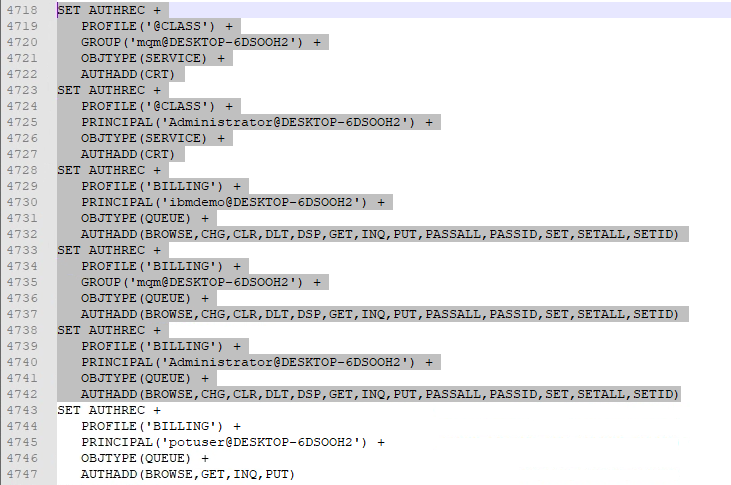 4718 SET AUTHREC +
4719 PROFILE('@CLASS') +
4720 GROUP('mqm@DESKTOP-6DSOOH2') +
4721 OBJTYPE(SERVICE) +
4722 AUTHADD(CRT)
4723 SET AUTHREC +
4724 PROFILE('@CLASS') +
4725 PRINCIPAL('Administrator@DESKTOP-6DSOOH2') +
4726 OBJTYPE(SERVICE) +
4727 AUTHADD(CRT)
4728 SET AUTHREC +
4729 PROFILE('BILLING') +
4730 PRINCIPAL('ibmdemo@DESKTOP-6DSOOH2') +
4731 OBJTYPE(QUEUE) +
4732 AUTHADD(BROWSE,CHG,CLR,DLT,DSP,GET,INQ,PUT,PASSALL,PASSID,SET,SETALL,SETID)
4733 SET AUTHREC +
4734 PROFILE('BILLING') +
4735 GROUP('mqm@DESKTOP-6DSOOH2') +
4736 OBJTYPE(QUEUE) +
4737 AUTHADD(BROWSE,CHG,CLR,DLT,DSP,GET,INQ,PUT,PASSALL,PASSID,SET,SETALL,SETID)
4738 SET AUTHREC +
4739 PROFILE('BILLING') +
4740 PRINCIPAL('Administrator@DESKTOP-6DSOOH2') +
4741 OBJTYPE(QUEUE) +
4742 AUTHADD(BROWSE,CHG,CLR,DLT,DSP,GET,INQ,PUT,PASSALL,PASSID,SET,SETALL,SETID)
4743 SET AUTHREC +
4744 PROFILE('BILLING') +
4745 PRINCIPAL('potuser@DESKTOP-6DSOOH2') +
4746 OBJTYPE(QUEUE) +
4747 AUTHADD(BROWSE,GET,INQ,PUT)